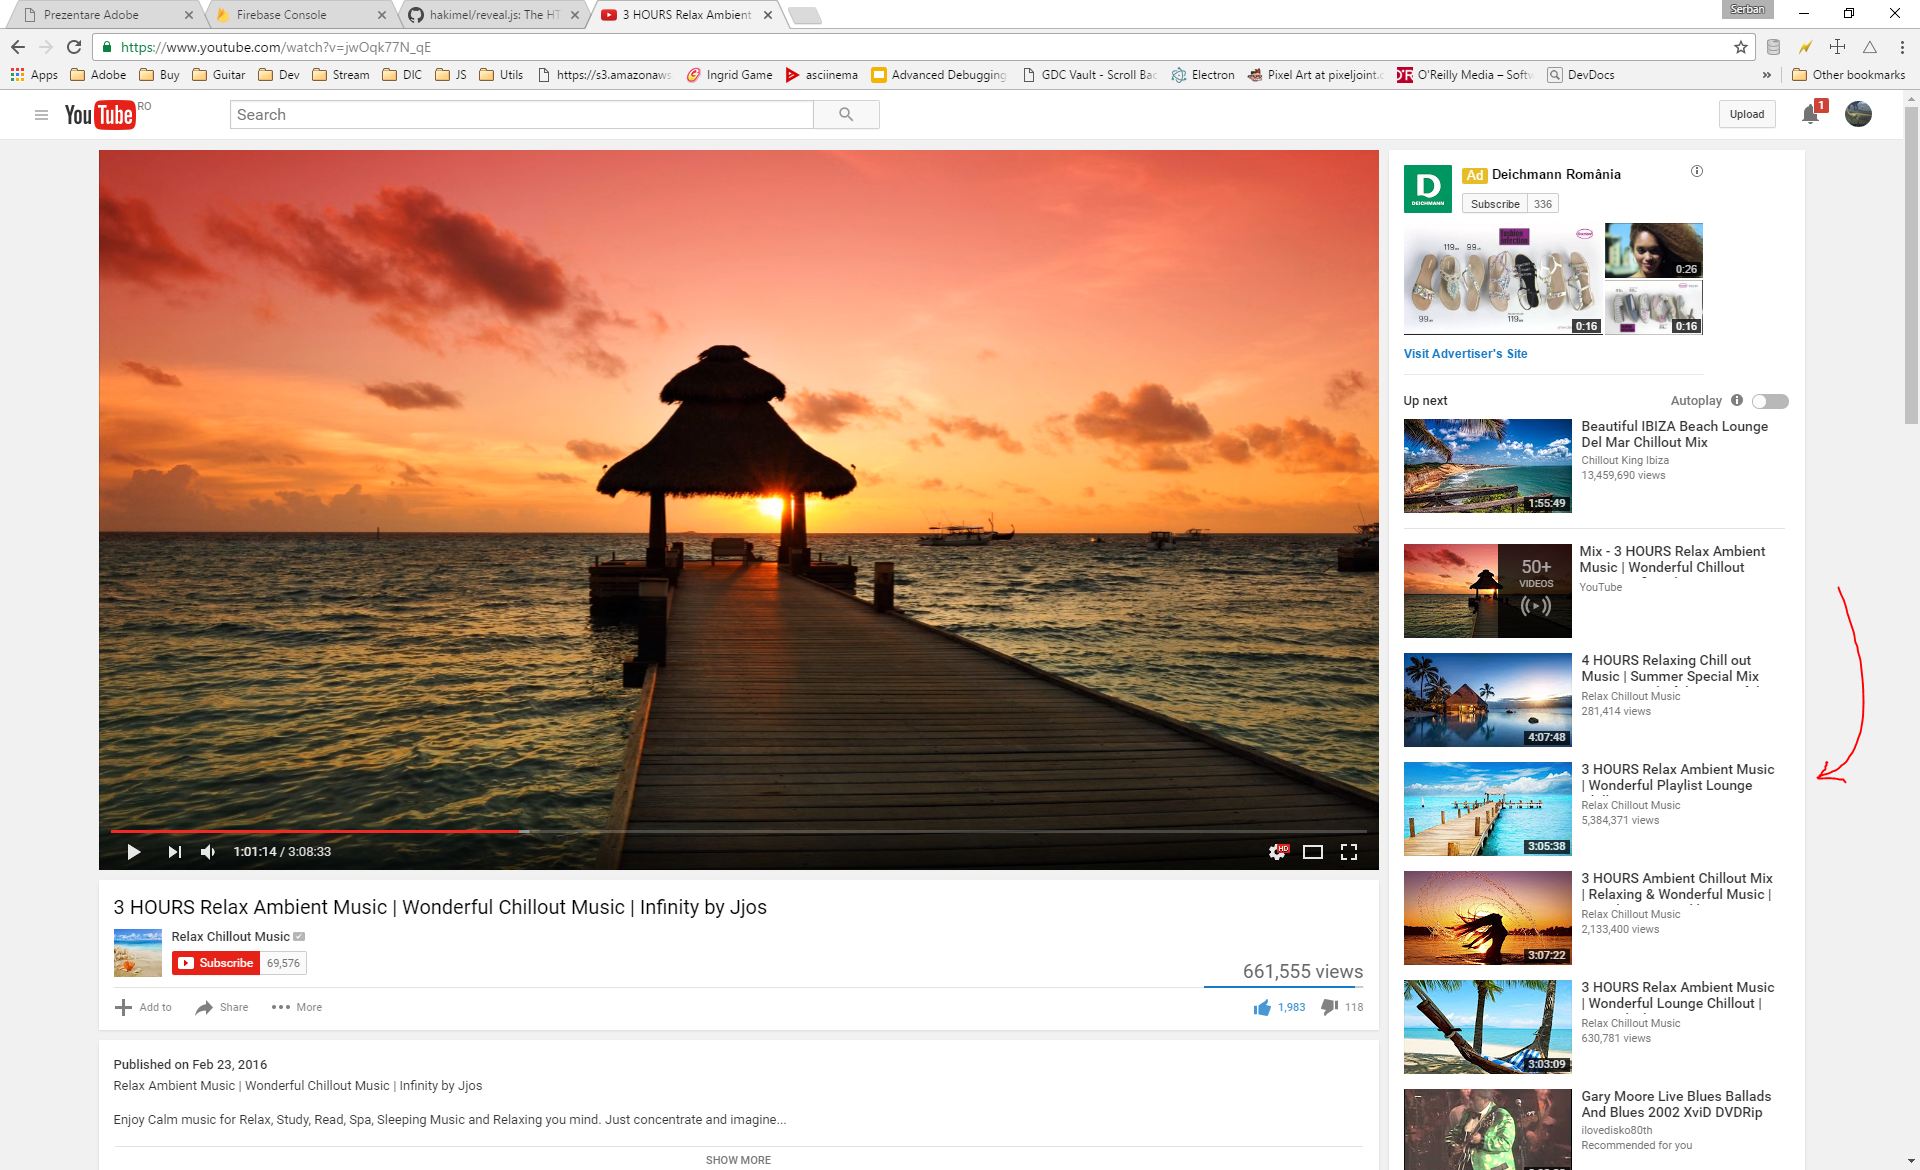 Serban
Prezentare Adobe
Firebase Console
hakimel/reveal.js: The HT
3 HOURS Relax Ambient
https://www.youtube.com/watch?v=jwOqk77N_qE
Apps
Adobe
Buy
Guitar
Dev
Stream
DIC
JS
Utils
https://s3.amazonaws
Ingrid Game
asciinema
Advanced Debugging
GDC Vault - Scroll Bac
Electron
Pixel Art at pixeljoint.c
O'Reilly Media – Softw
DevDocs
»
Other bookmarks
YouTube RO
Search
Upload
1
D
DEICHMANN
Ad Deichmann România
Subscribe 336
fashion
119
99
99
119
0:16
0:26
0:16
Visit Advertiser's Site
Up next
Autoplay
Beautiful IBIZA Beach Lounge
Del Mar Chillout Mix
Chillout King Ibiza
13,459,690 views
1:55:49
Mix - 3 HOURS Relax Ambient
Music | Wonderful Chillout
YouTube
50+
VIDEOS
4 HOURS Relaxing Chill out
Music | Summer Special Mix
Relax Chillout Music
281,414 views
4:07:48
3 HOURS Relax Ambient Music
| Wonderful Playlist Lounge
Relax Chillout Music
5,384,371 views
3:05:38
3 HOURS Ambient Chillout Mix
| Relaxing & Wonderful Music |
Relax Chillout Music
2,133,400 views
3:07:22
3 HOURS Relax Ambient Music
| Wonderful Lounge Chillout |
Relax Chillout Music
630,781 views
3:03:09
Gary Moore Live Blues Ballads
And Blues 2002 XviD DVDRip
ilovedisko80th
Recommended for you
1:01:14 / 3:08:33
HD
3 HOURS Relax Ambient Music | Wonderful Chillout Music | Infinity by Jjos
Relax Chillout Music
Subscribe 69,576
661,555 views
Add to
Share
More
1,983
118
Published on Feb 23, 2016
Relax Ambient Music | Wonderful Chillout Music | Infinity by Jjos
Enjoy Calm music for Relax, Study, Read, Spa, Sleeping Music and Relaxing you mind. Just concentrate and imagine...
SHOW MORE